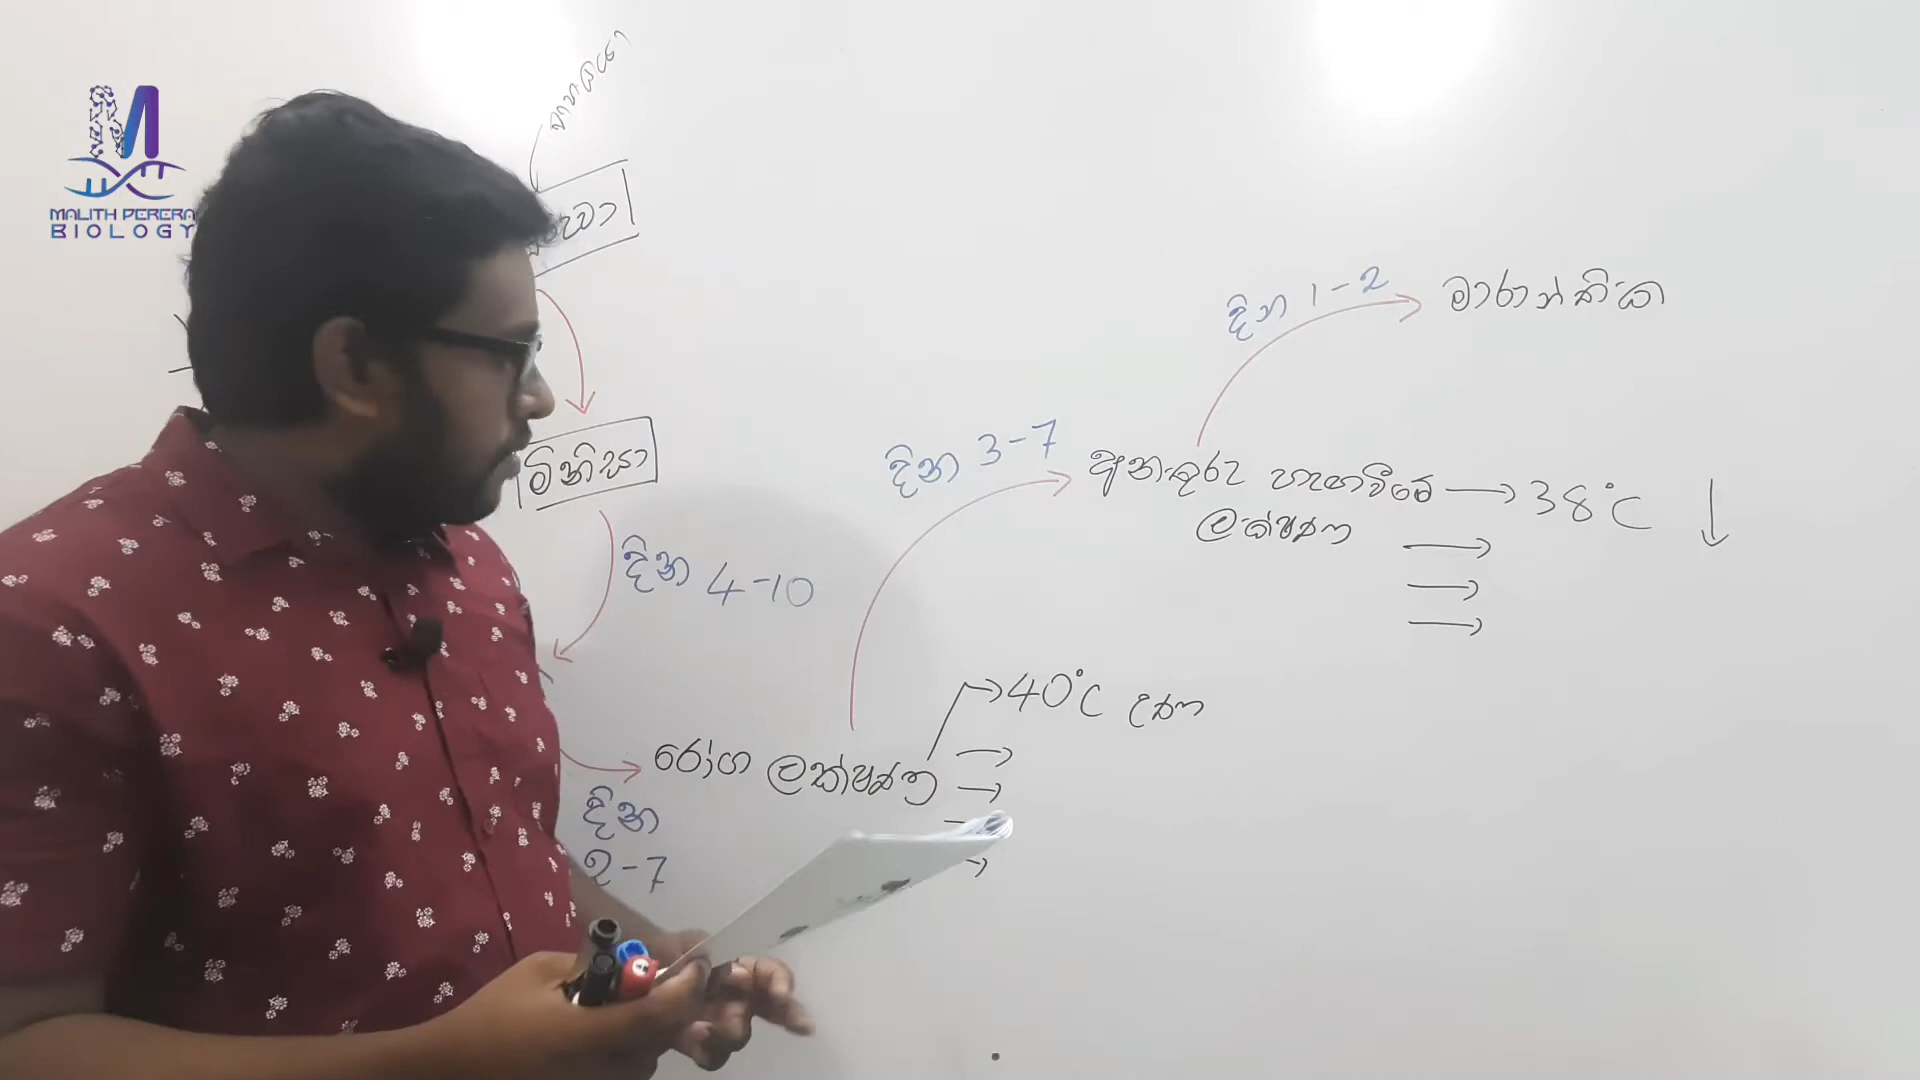 MALITH PERERA
BIOLOGY
වාහකයා
මිනිසා
දින 4-10
රෝග ලක්ෂණ
දින
2-7
→ 40°C උණ
දින 3-7
අනතුරු හැඟවීමේ → 38°C ↓
ලක්ෂණ
දින 1-2
මාරාන්තික